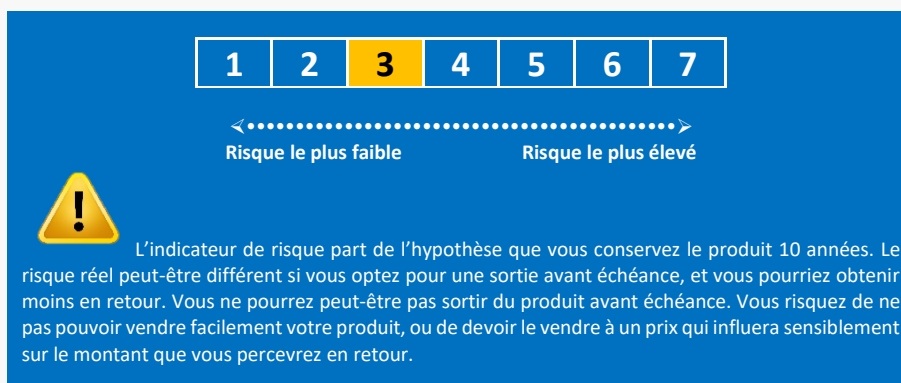 1 2 3 4 5 6 7
Risque le plus faible Risque le plus élevé
!
L’indicateur de risque part de l’hypothèse que vous conservez le produit 10 années. Le
risque réel peut-être différent si vous optez pour une sortie avant échéance, et vous pourriez obtenir
moins en retour. Vous ne pourrez peut-être pas sortir du produit avant échéance. Vous risquez de ne
pas pouvoir vendre facilement votre produit, ou de devoir le vendre à un prix qui influera sensiblement
sur le montant que vous percevrez en retour.